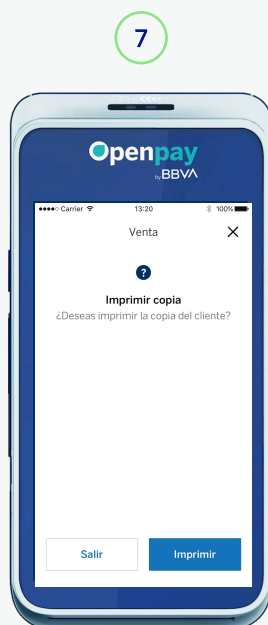 7
Openpay
by BBVA
Carrier 13:20 100%
Venta
?
Imprimir copia
¿Deseas imprimir la copia del cliente?
Salir Imprimir